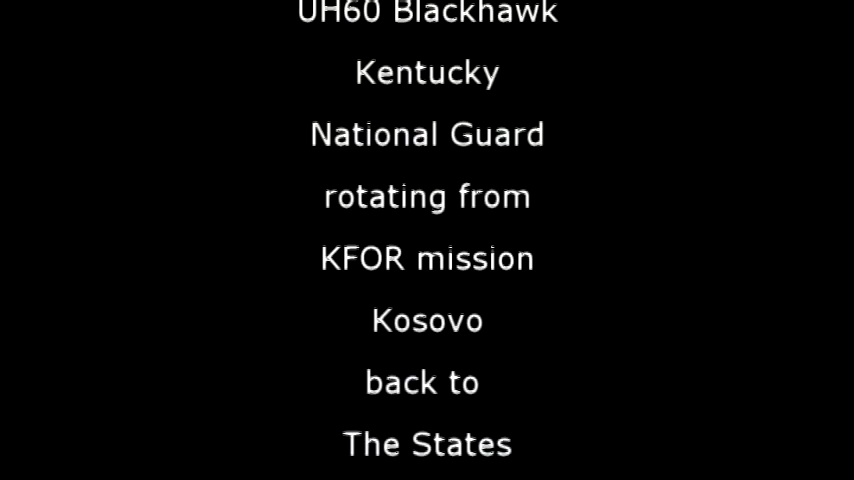 UH60 Blackhawk
Kentucky
National Guard
rotating from
KFOR mission
Kosovo
back to
The States